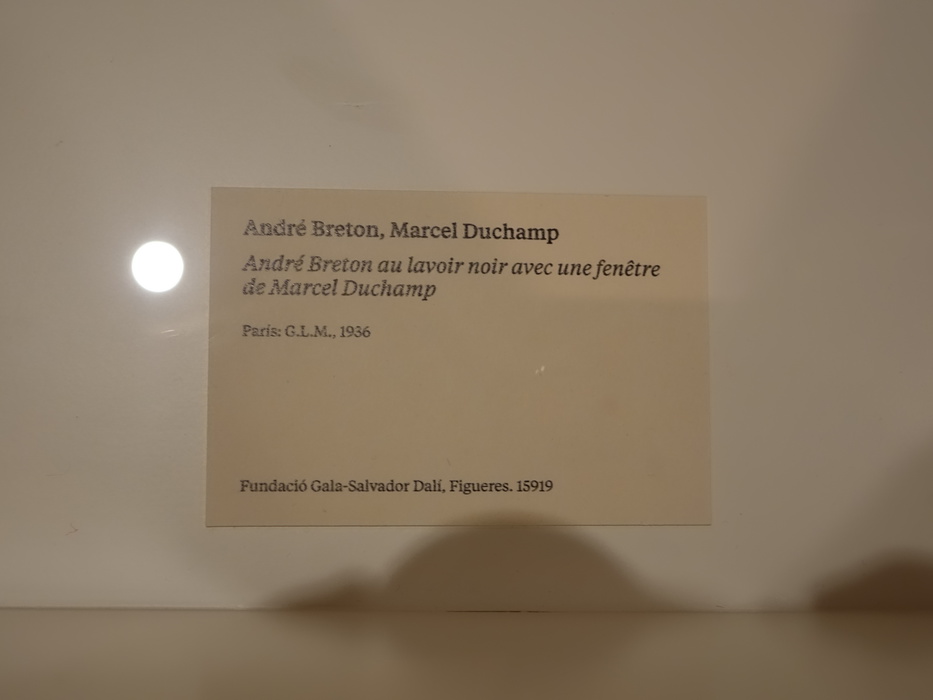 André Breton, Marcel Duchamp
André Breton au lavoir noir avec une fenêtre
de Marcel Duchamp
Paris: G.L.M., 1936
Fundació Gala-Salvador Dalí, Figueres. 15919